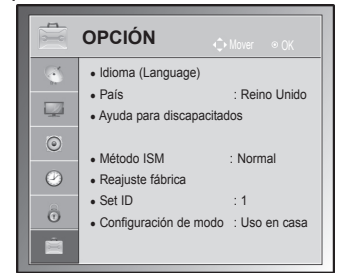 OPCIÓN Mover OK
• Idioma (Language)
• País : Reino Unido
• Ayuda para discapacitados
• Método ISM : Normal
• Reajuste fábrica
• Set ID : 1
• Configuración de modo : Uso en casa